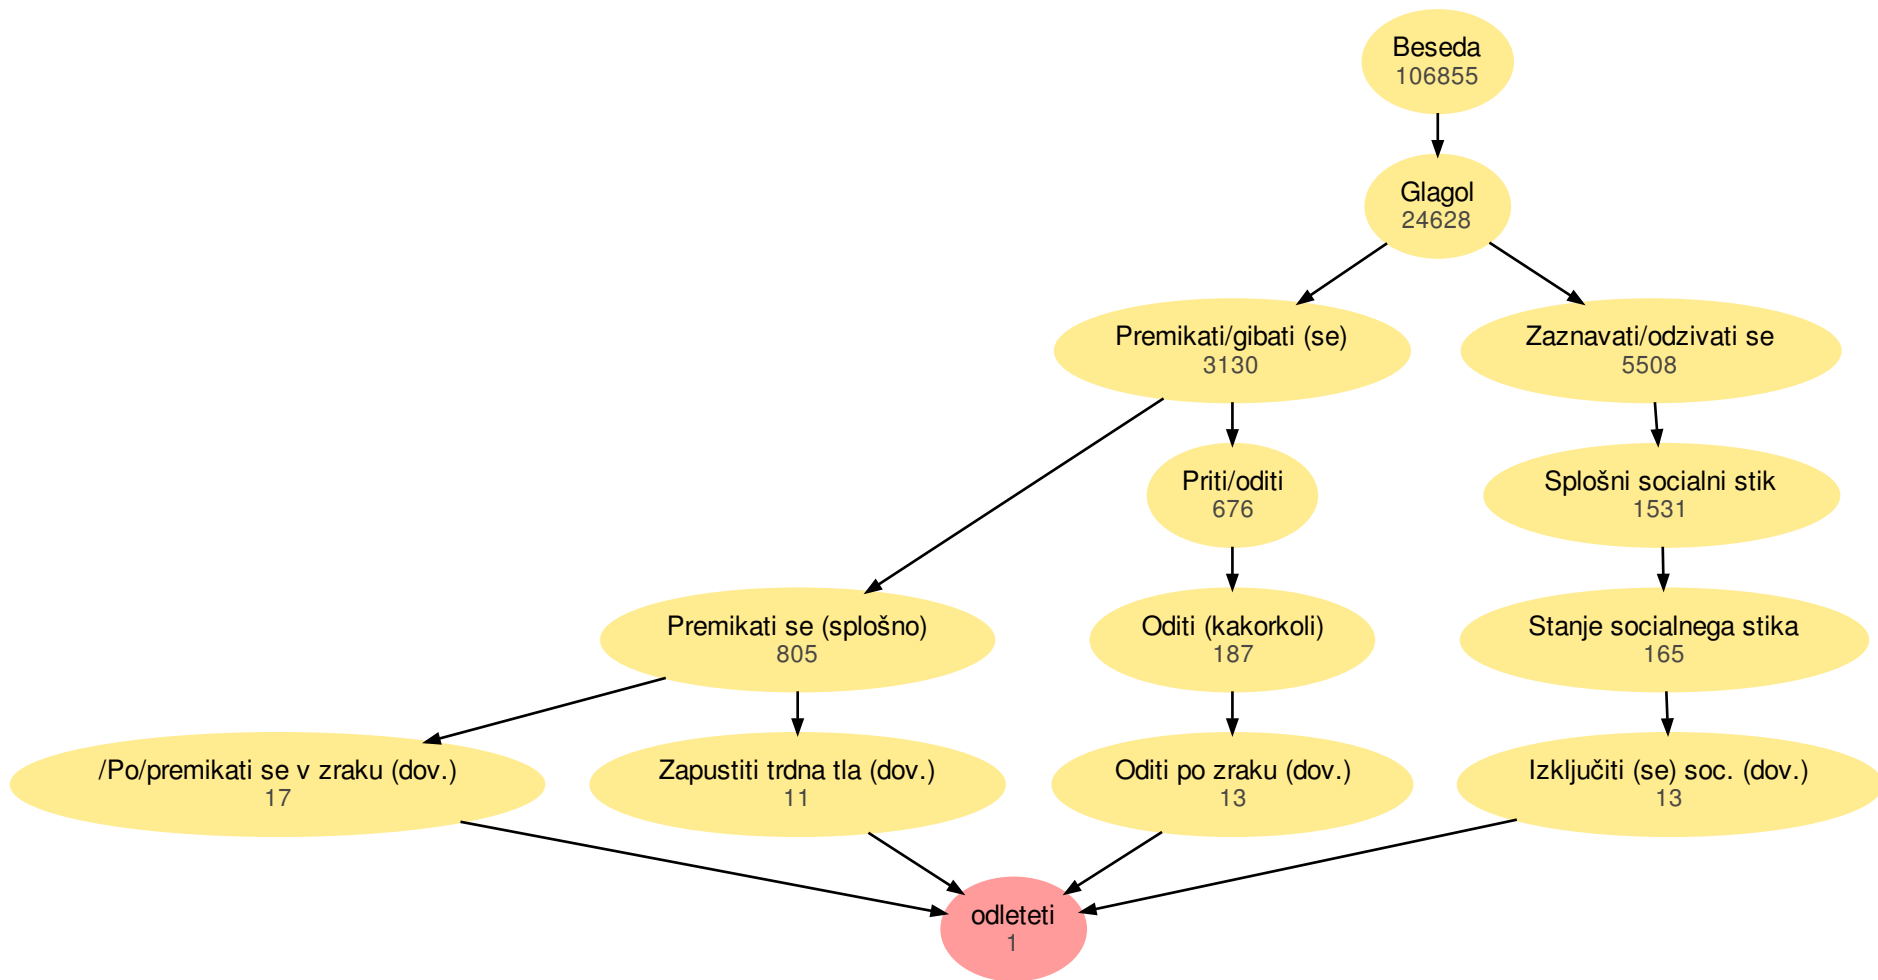 Beseda
106855
Glagol
24628
Premikati/gibati (se)
3130
Zaznavati/odzivati se
5508
Priti/oditi
676
Splošni socialni stik
1531
Premikati se (splošno)
805
Oditi (kakorkoli)
187
Stanje socialnega stika
165
/Po/premikati se v zraku (dov.)
17
Zapustiti trdna tla (dov.)
11
Oditi po zraku (dov.)
13
Izključiti (se) soc. (dov.)
13
odleteti
1